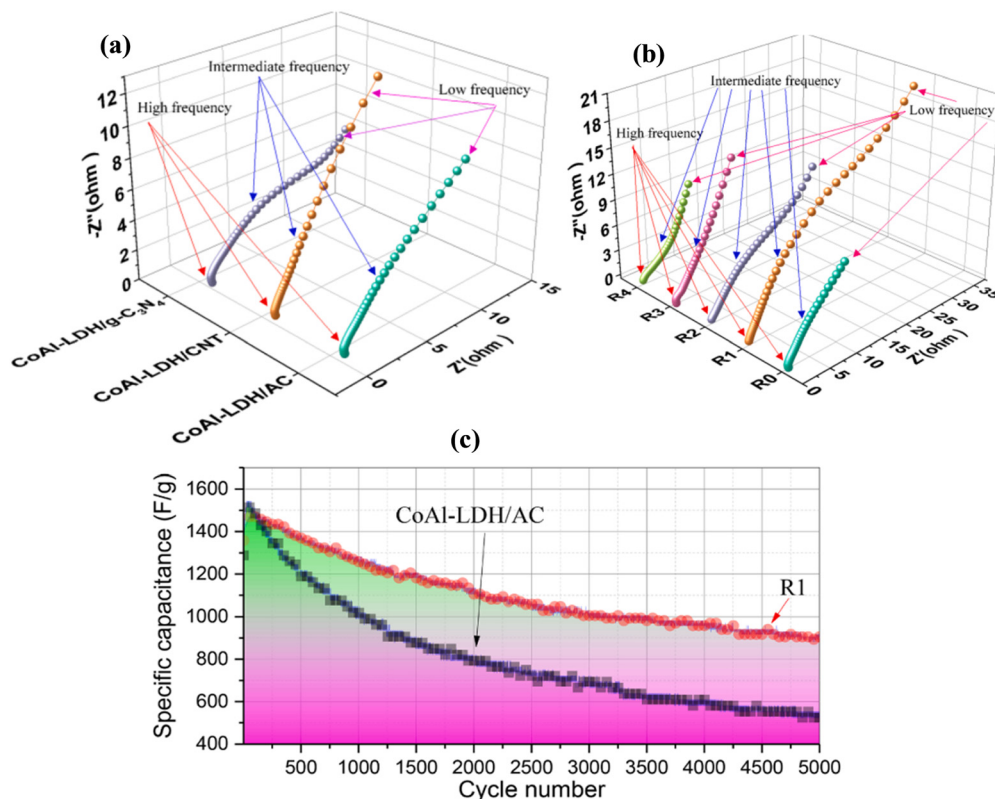 (a)
-Z''(ohm )
12
10
8
6
4
2
0
High frequency
Intermediate frequency
Low frequency
CoAl-LDH/g-C₃N₄
CoAl-LDH/CNT
CoAl-LDH/AC
0
5
10
15
Z'(ohm )
(b)
-Z''(ohm )
21
18
15
12
9
6
3
0
High frequency
Intermediate frequency
Low frequency
R4
R3
R2
R1
R0
0
5
10
15
20
25
30
35
Z'(ohm )
(c)
Specific capacitance (F/g)
1600
1400
1200
1000
800
600
400
CoAl-LDH/AC
R1
500 1000 1500 2000 2500 3000 3500 4000 4500 5000
Cycle number